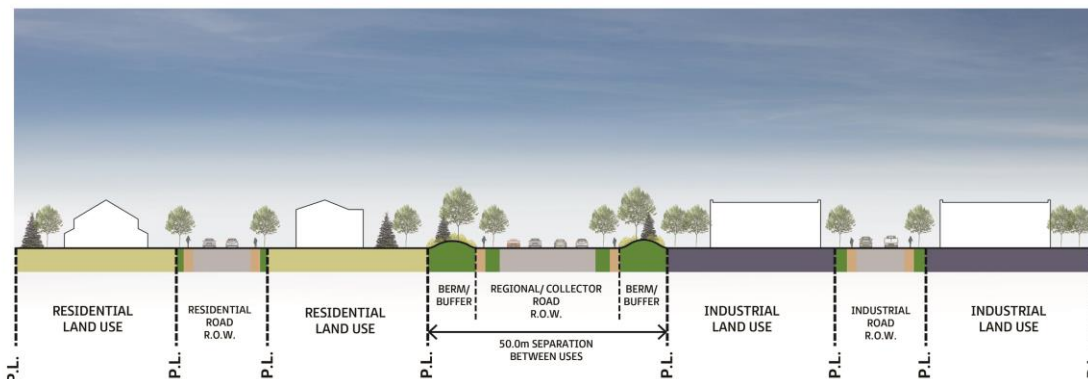 RESIDENTIAL
LAND USE
RESIDENTIAL
ROAD
R.O.W.
RESIDENTIAL
LAND USE
BERM/
BUFFER
REGIONAL/ COLLECTOR
ROAD
R.O.W.
BERM/
BUFFER
INDUSTRIAL
LAND USE
INDUSTRIAL
ROAD
R.O.W.
INDUSTRIAL
LAND USE
50.0m SEPARATION
BETWEEN USES
P.L.
P.L.
P.L.
P.L.
P.L.
P.L.
P.L.
P.L.